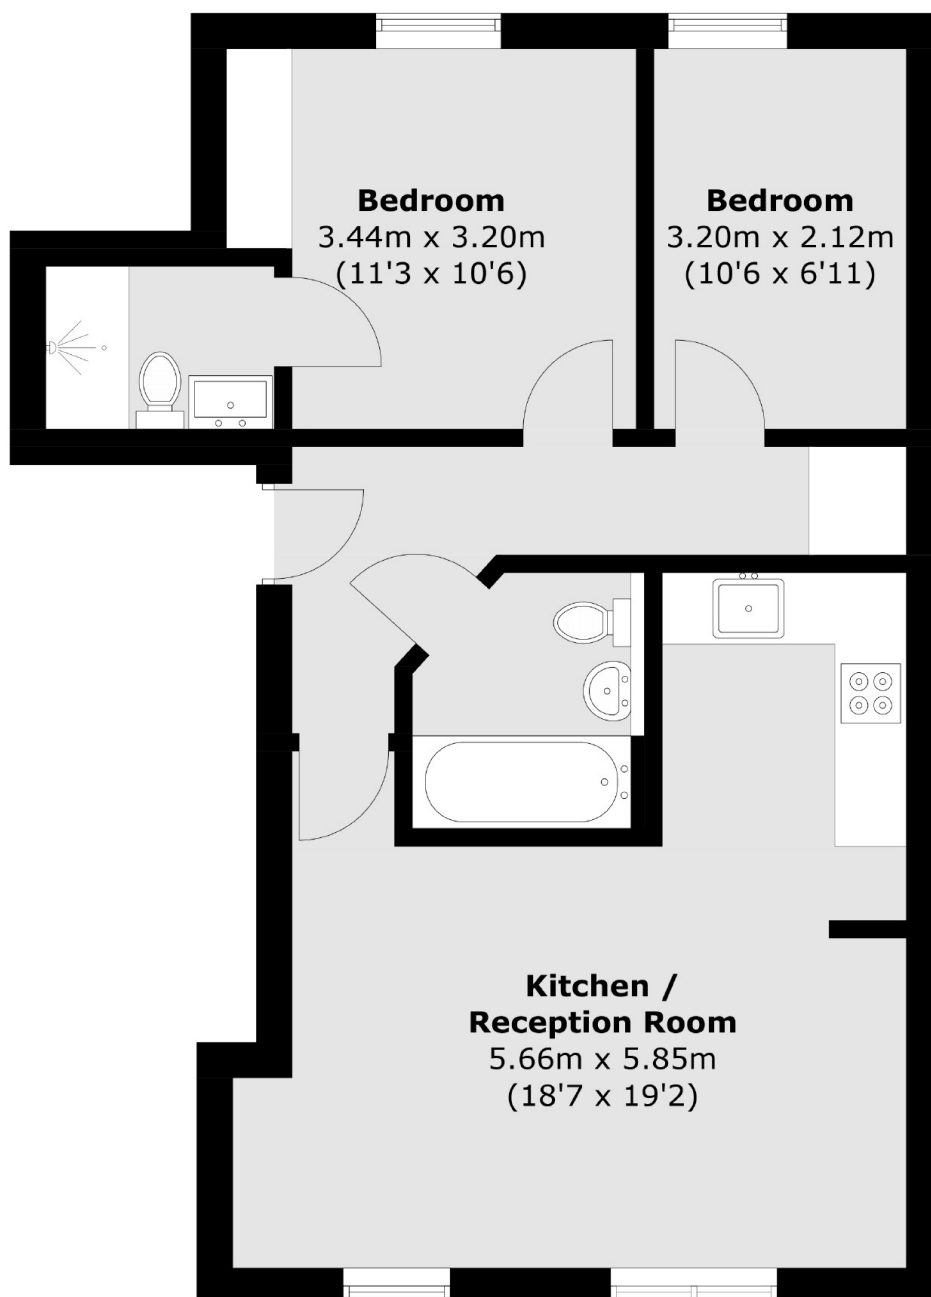 Bedroom
3.44m x 3.20m
(11'3 x 10'6)
Bedroom
3.20m x 2.12m
(10'6 x 6'11)
Kitchen /
Reception Room
5.66m x 5.85m
(18'7 x 19'2)